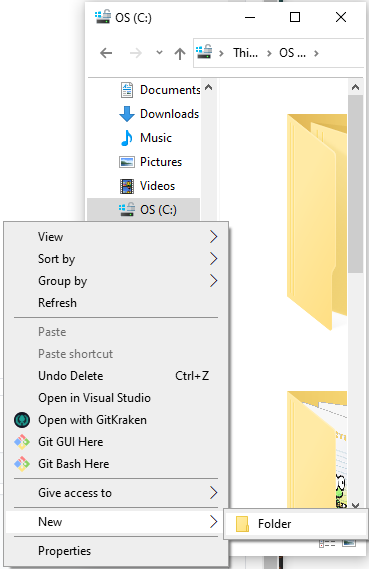 OS (C:)
Thi... OS ...
Documents
Downloads
Music
Pictures
Videos
OS (C:)
View
Sort by
Group by
Refresh
Paste
Paste shortcut
Undo Delete Ctrl+Z
Open in Visual Studio
Open with GitKraken
Git GUI Here
Git Bash Here
Give access to
New
Folder
Properties